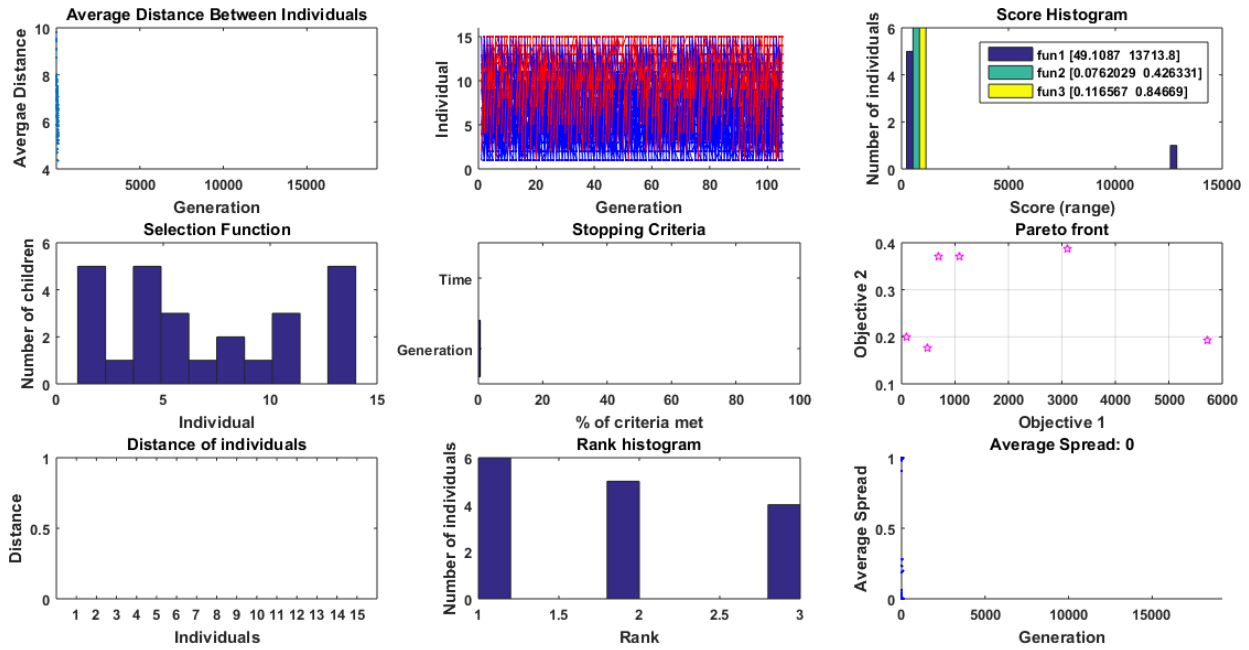 Average Distance Between Individuals
Avergae Distance
10
8
6
4
5000 10000 15000
Generation
Individual
15
10
5
0
0 20 40 60 80 100
Generation
Score Histogram
Number of individuals
6
4
2
0
fun1 [49.1087 13713.8]
fun2 [0.0762029 0.426331]
fun3 [0.116567 0.84669]
0 5000 10000 15000
Score (range)
Selection Function
Number of children
6
4
2
0
0 5 10 15
Individual
Stopping Criteria
Time
Generation
0 20 40 60 80 100
% of criteria met
Pareto front
Objective 2
0.4
0.3
0.2
0.1
0 1000 2000 3000 4000 5000 6000
Objective 1
Distance of individuals
Distance
1
0.5
0
1 2 3 4 5 6 7 8 9 10 11 12 13 14 15
Individuals
Rank histogram
Number of individuals
6
4
2
0
1 1.5 2 2.5 3
Rank
Average Spread: 0
Average Spread
1
0.5
0
5000 10000 15000
Generation